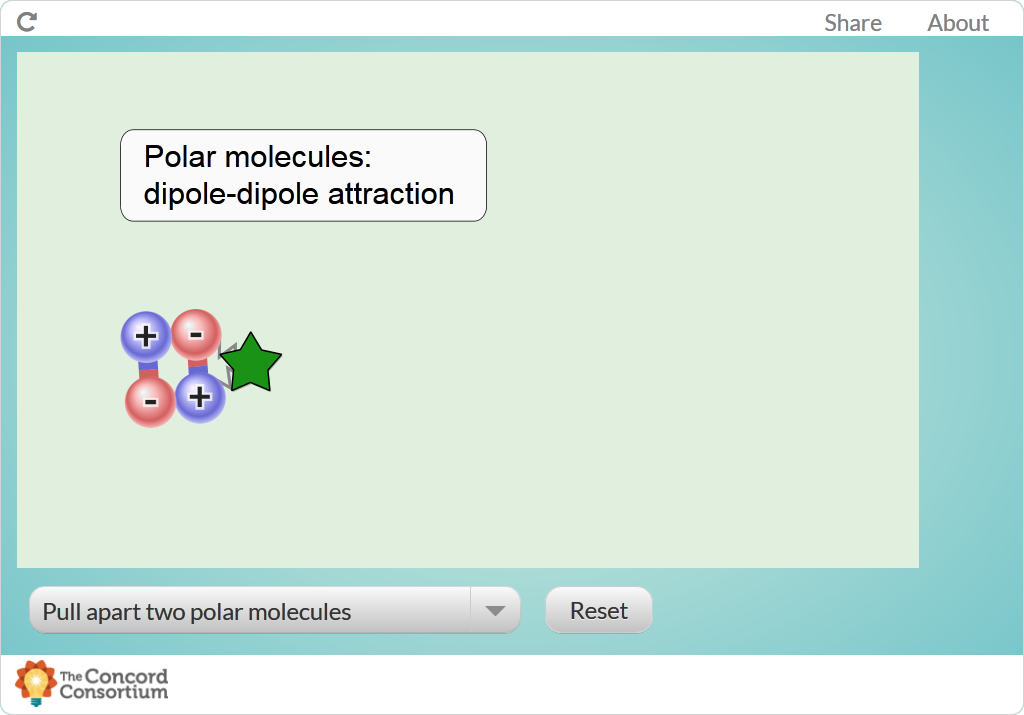 Share About
Polar molecules:
dipole-dipole attraction
+ -
- +
Pull apart two polar molecules
Reset
The Concord
Consortium